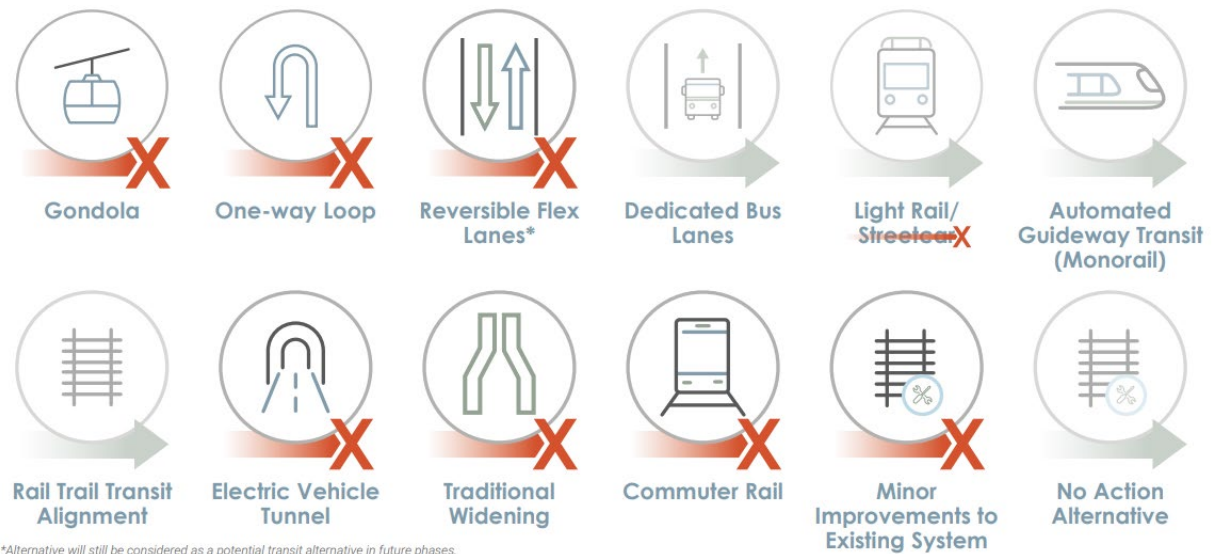 Gondola
One-way Loop
Reversible Flex
Lanes*
Dedicated Bus
Lanes
Light Rail/
Streetcar
Automated
Guideway Transit
(Monorail)
Rail Trail Transit
Alignment
Electric Vehicle
Tunnel
Traditional
Widening
Commuter Rail
Minor
Improvements to
Existing System
No Action
Alternative
*Alternative will still be considered as a potential transit alternative in future phases.